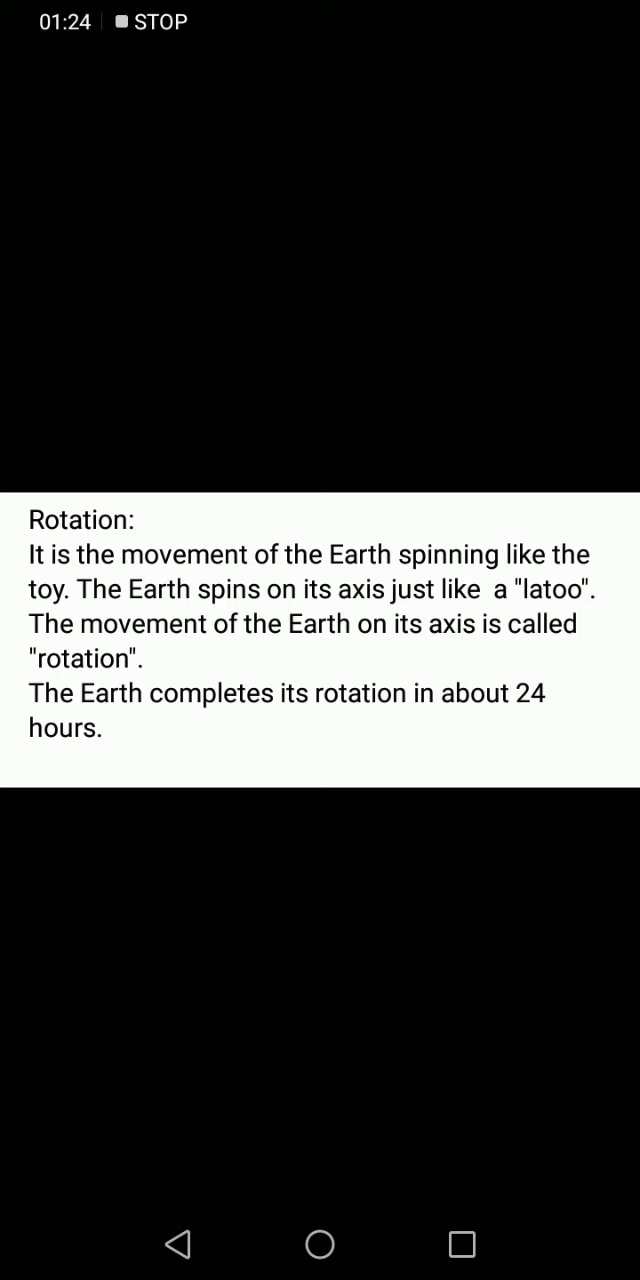 01:24 STOP
Rotation:
It is the movement of the Earth spinning like the
toy. The Earth spins on its axis just like  a "latoo".
The movement of the Earth on its axis is called
"rotation".
The Earth completes its rotation in about 24
hours.